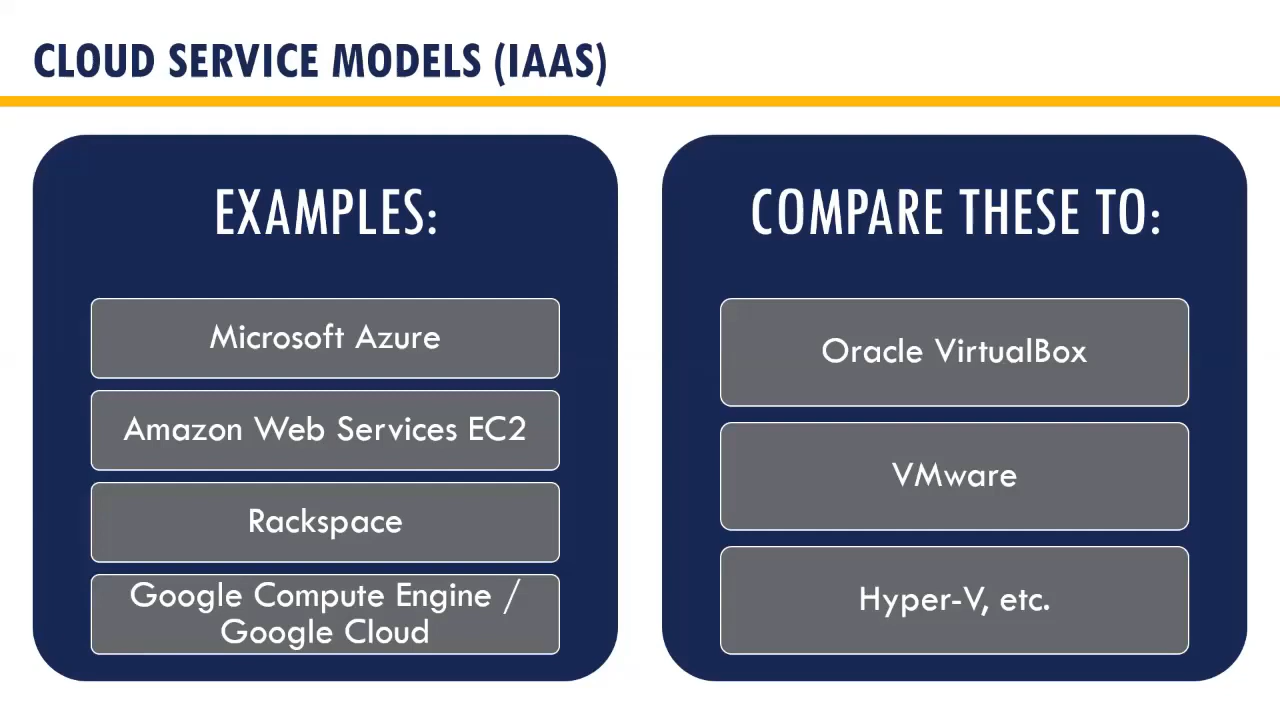 CLOUD SERVICE MODELS (IAAS)
EXAMPLES:
Microsoft Azure
Amazon Web Services EC2
Rackspace
Google Compute Engine /
Google Cloud
COMPARE THESE TO:
Oracle VirtualBox
VMware
Hyper-V, etc.